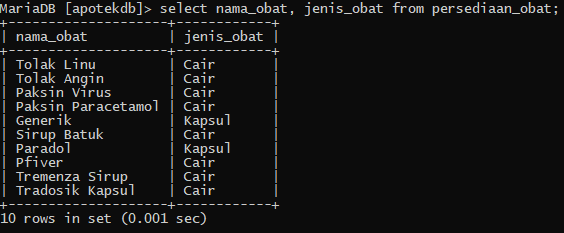 MariaDB [apotekdb]> select nama_obat, jenis_obat from persediaan_obat;
+--------------------+------------+
| nama_obat          | jenis_obat |
+--------------------+------------+
| Tolak Linu         | Cair       |
| Tolak Angin        | Cair       |
| Paksin Virus       | Cair       |
| Paksin Paracetamol | Cair       |
| Generik            | Kapsul     |
| Sirup Batuk        | Cair       |
| Paradol            | Kapsul     |
| Pfiver             | Cair       |
| Tremenza Sirup     | Cair       |
| Tradosik Kapsul    | Cair       |
+--------------------+------------+
10 rows in set (0.001 sec)